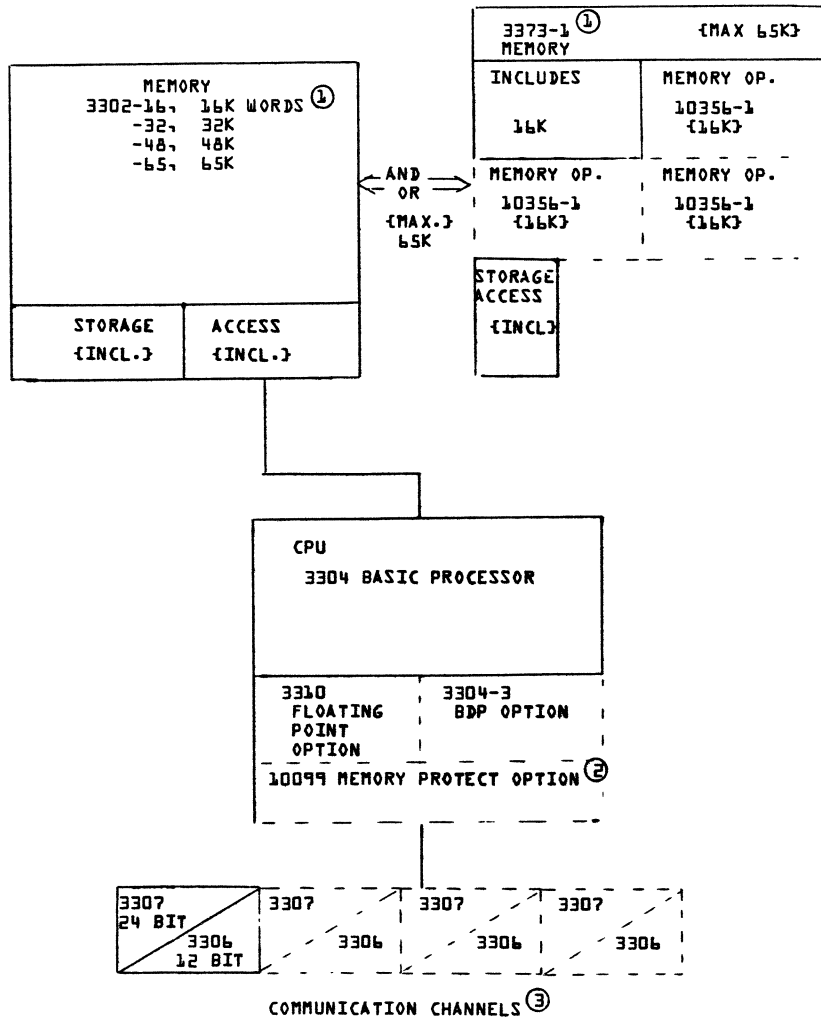 MEMORY
3302-16, 16K WORDS ①
-32, 32K
-48, 48K
-65, 65K
STORAGE ACCESS
{INCL.} {INCL.}
AND
OR
{MAX.}
65K
3373-1 ① {MAX 65K}
MEMORY
INCLUDES
16K
MEMORY OP.
10356-1
{16K}
MEMORY OP.
10356-1
{16K}
MEMORY OP.
10356-1
{16K}
STORAGE
ACCESS
{INCL}
CPU
3304 BASIC PROCESSOR
3310
FLOATING
POINT
OPTION
3304-3
BDP OPTION
10099 MEMORY PROTECT OPTION ②
3307
24 BIT
3306
12 BIT
3307
3306
3307
3306
3307
3306
COMMUNICATION CHANNELS ③